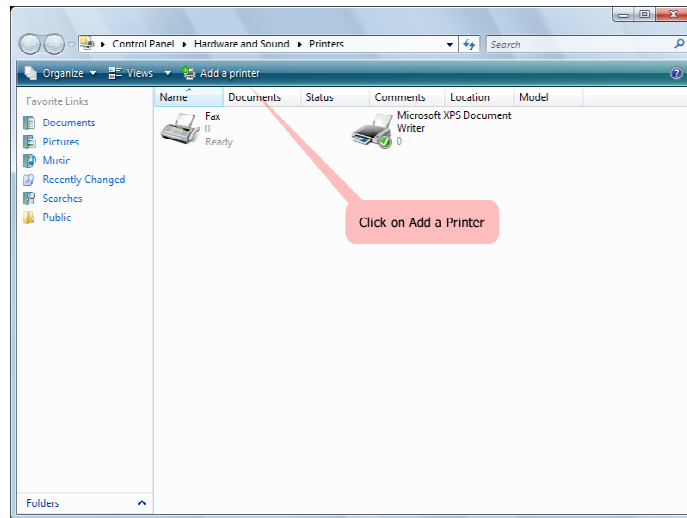 Control Panel Hardware and Sound Printers Search
Organize Views Add a printer
Favorite Links
Documents
Pictures
Music
Recently Changed
Searches
Public
Folders
Name Documents Status Comments Location Model
Fax
0
Ready
Microsoft XPS Document
Writer
0
Click on Add a Printer